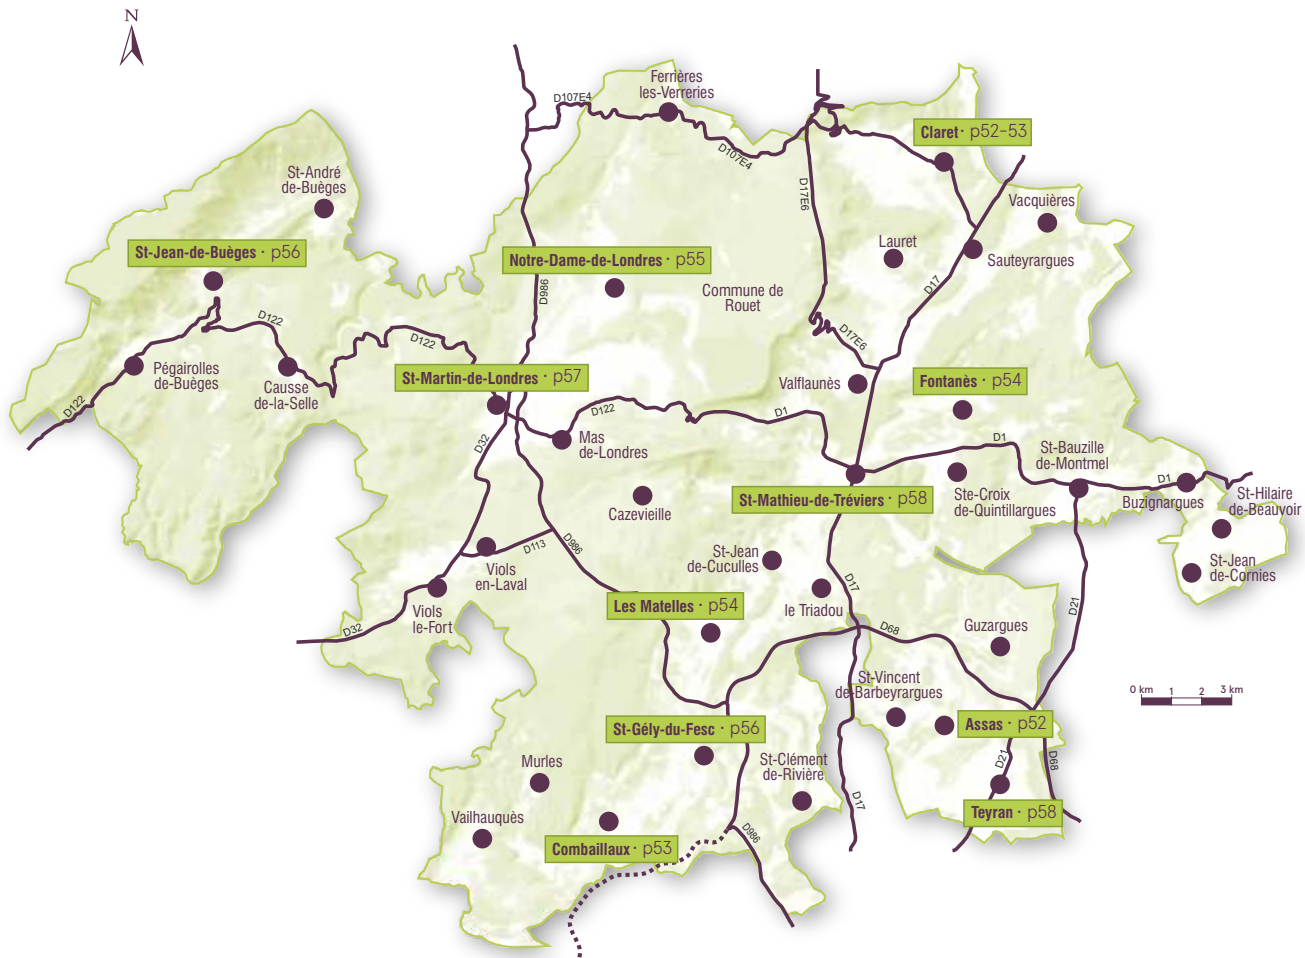 N
Ferrières
les-Verreries
D107E4
D107E4
Claret · p52-53
St-André
de-Buèges
D17E6
Vacquières
St-Jean-de-Buèges · p56
Notre-Dame-de-Londres · p55
Lauret
Sauteyrargues
D986
Commune de
Rouet
D17
D122
D122
D17E6
Pégairolles
de-Buèges
Causse
de-la-Selle
D122
St-Martin-de-Londres · p57
Valflaunès
Fontanès · p54
D122
D1
D32
Mas
de-Londres
D1
St-Bauzille
de-Montmel
D1
Cazevieille
St-Mathieu-de-Tréviers · p58
Ste-Croix
de-Quintillargues
Buzignargues
St-Hilaire
de-Beauvoir
D113
D986
St-Jean
de-Cuculles
St-Jean
de-Cornies
Viols
en-Laval
Viols
le-Fort
D32
Les Matelles · p54
le Triadou
D17
D21
D68
Guzargues
St-Vincent
de-Barbeyrargues
0 km 1 2 3 km
St-Gély-du-Fesc · p56
Assas · p52
Murles
St-Clément
de-Rivière
D21
D68
Vailhauquès
D17
Teyran · p58
Combaillaux · p53
D986